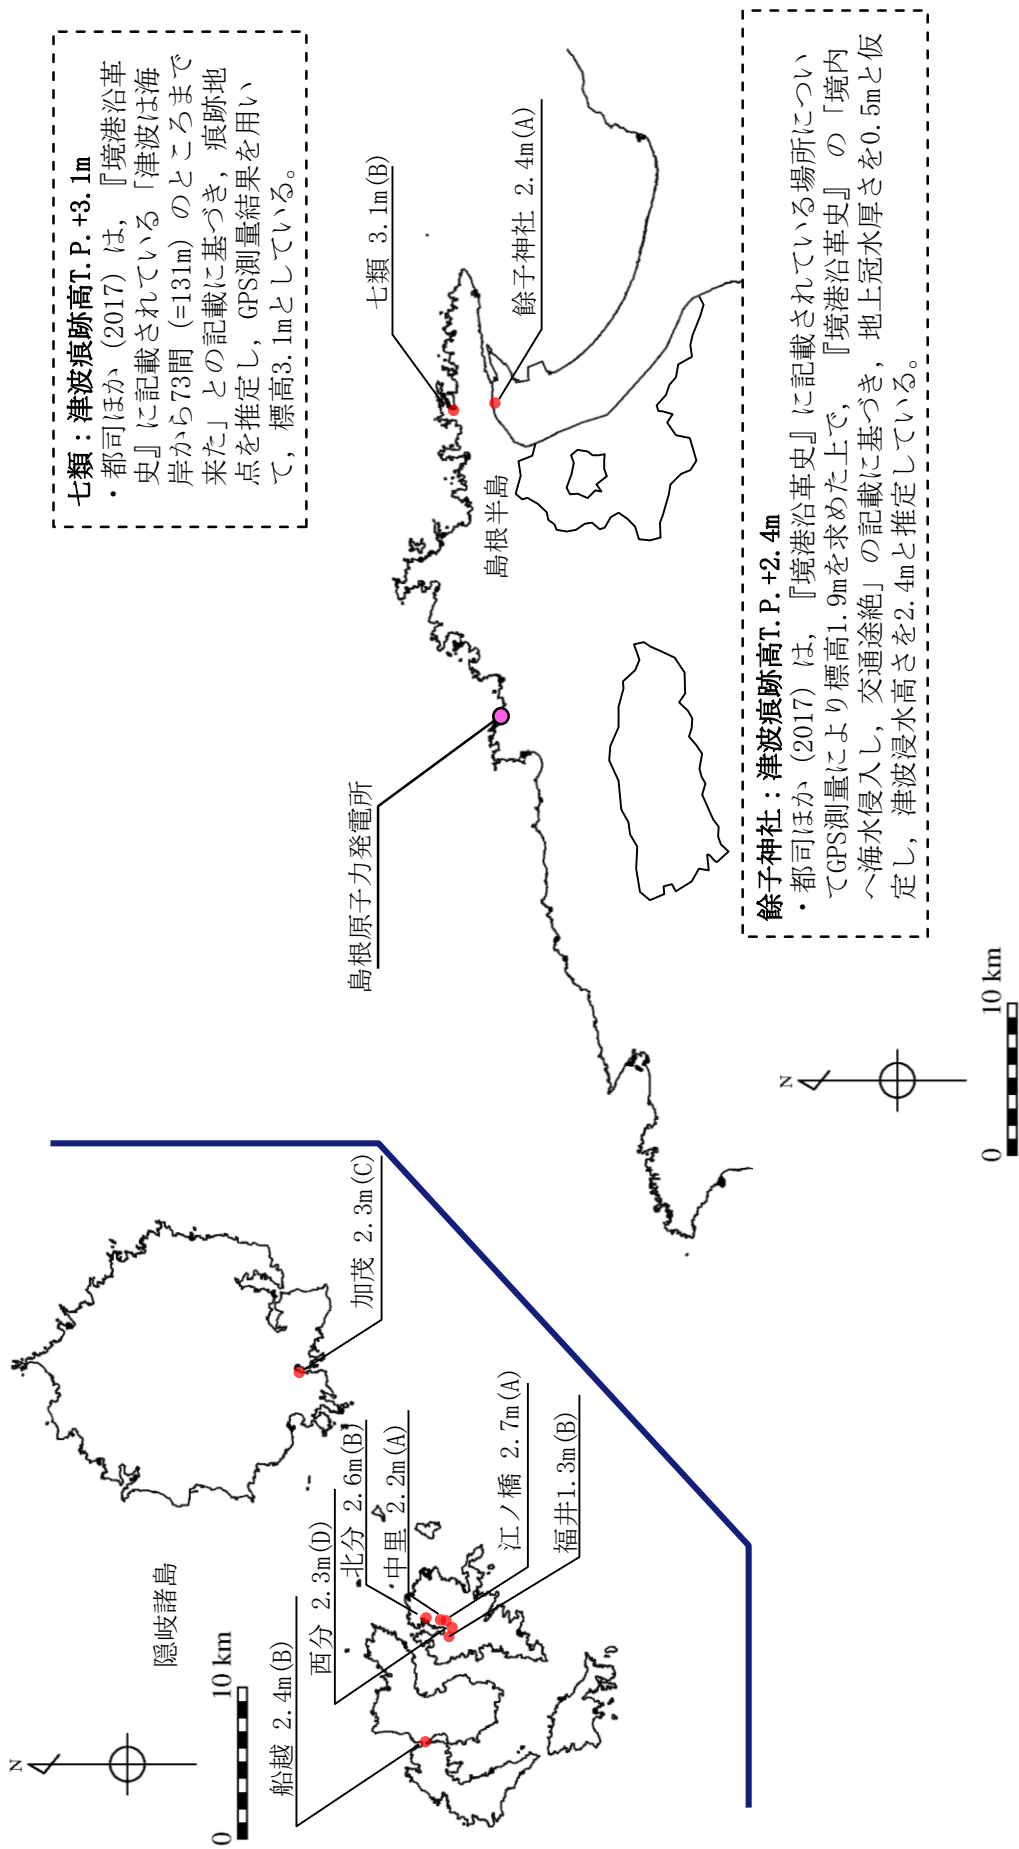 N
0
10 km
隠岐諸島
船越 2.4m(B)
西分 2.3m(D)
北分 2.6m(B)
中里 2.2m(A)
江ノ橋 2.7m(A)
福井1.3m(B)
加茂 2.3m(C)
島根原子力発電所
島根半島
七類 3.1m(B)
餘子神社 2.4m(A)
七類：津波痕跡高T.P.+3.1m
・都司ほか（2017）は，『境港沿革
史』に記載されている「津波は海
岸から73間（=131m）のところまで
来た」との記載に基づき，痕跡地
点を推定し，GPS測量結果を用い
て，標高3.1mとしている。
N
0
10 km
餘子神社：津波痕跡高T.P.+2.4m
・都司ほか（2017）は，『境港沿革史』に記載されている場所につい
てGPS測量により標高1.9mを求めた上で，『境港沿革史』の「境内
へ海水侵入し，交通途絶」の記載に基づき，地上冠水厚さを0.5mと仮
定し，津波浸水高さを2.4mと推定している。